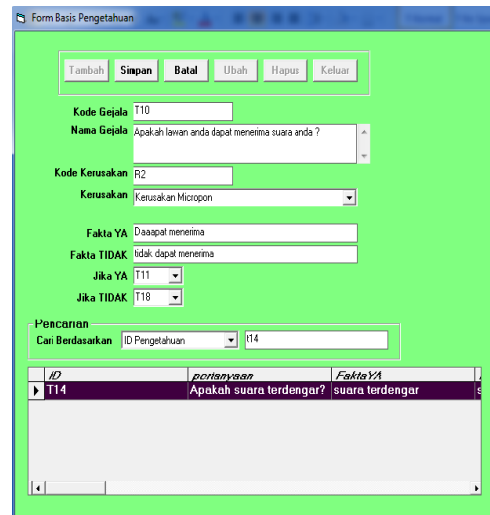 Form Basis Pengetahuan
Tambah Simpan Batal Ubah Hapus Keluar
Kode Gejala T10
Nama Gejala Apakah lawan anda dapat menerima suara anda ?
Kode Kerusakan R2
Kerusakan Kerusakan Micropon
Fakta YA Daaapat menerima
Fakta TIDAK tidak dapat menerima
Jika YA T11
Jika TIDAK T18
Pencarian
Cari Berdasarkan ID Pengetahuan t14
ID pertanyaan FaktaYA
T14 Apakah suara terdengar? suara terdengar s